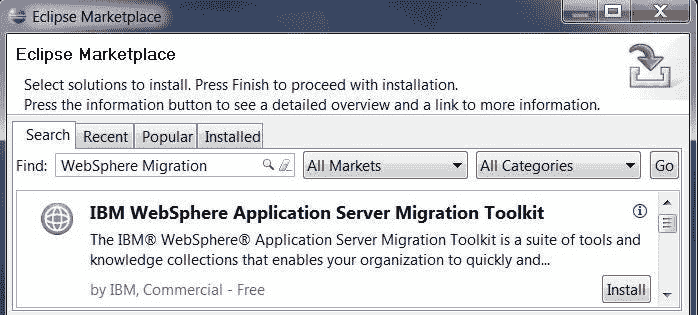 Eclipse Marketplace
Eclipse Marketplace
Select solutions to install. Press Finish to proceed with installation.
Press the information button to see a detailed overview and a link to more information.
Search Recent Popular Installed
Find: WebSphere Migration All Markets All Categories Go
IBM WebSphere Application Server Migration Toolkit
The IBM® WebSphere® Application Server Migration Toolkit is a suite of tools and
knowledge collections that enables your organization to quickly and...
by IBM, Commercial - Free Install